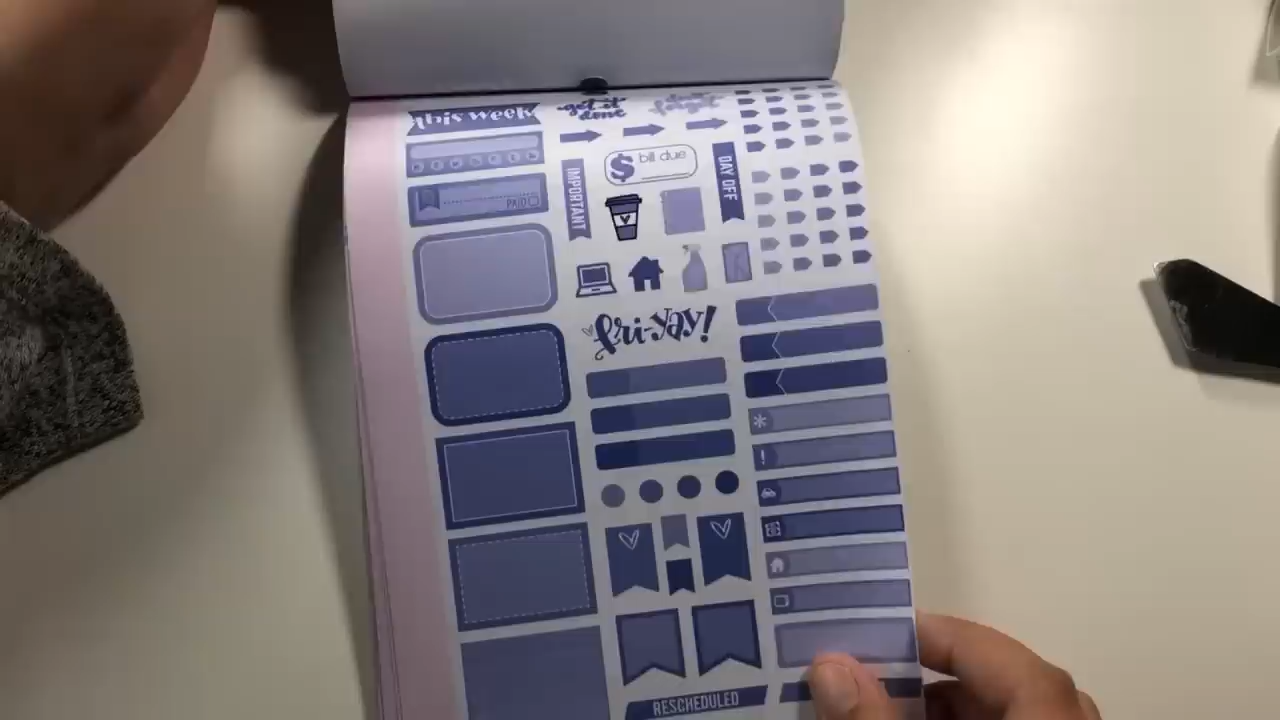 this week
get it
done
bill due
IMPORTANT
DAY OFF
PAID
fri-yay!
RESCHEDULED